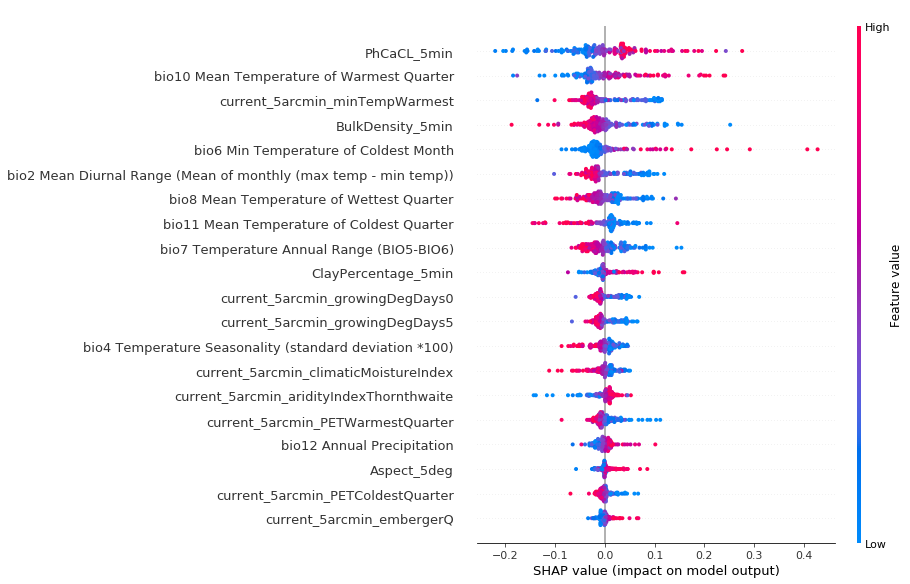 High
PhCaCL_5min
bio10 Mean Temperature of Warmest Quarter
current_5arcmin_minTempWarmest
BulkDensity_5min
bio6 Min Temperature of Coldest Month
bio2 Mean Diurnal Range (Mean of monthly (max temp - min temp))
bio8 Mean Temperature of Wettest Quarter
bio11 Mean Temperature of Coldest Quarter
bio7 Temperature Annual Range (BIO5-BIO6)
ClayPercentage_5min
current_5arcmin_growingDegDays0
current_5arcmin_growingDegDays5
bio4 Temperature Seasonality (standard deviation *100)
current_5arcmin_climaticMoistureIndex
current_5arcmin_aridityIndexThornthwaite
current_5arcmin_PETWarmestQuarter
bio12 Annual Precipitation
Aspect_5deg
current_5arcmin_PETColdestQuarter
current_5arcmin_embergerQ
Feature value
Low
−0.2 −0.1 0.0 0.1 0.2 0.3 0.4
SHAP value (impact on model output)